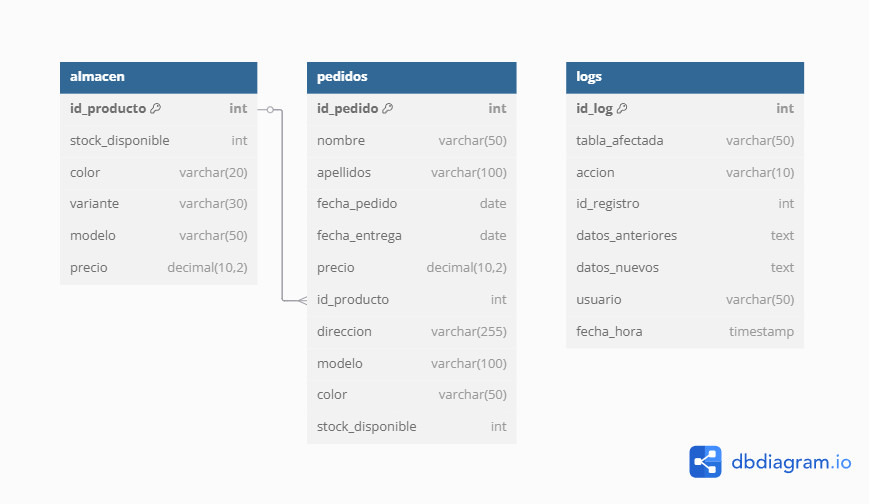 almacen
id_producto int
stock_disponible int
color varchar(20)
variante varchar(30)
modelo varchar(50)
precio decimal(10,2)
pedidos
id_pedido int
nombre varchar(50)
apellidos varchar(100)
fecha_pedido date
fecha_entrega date
precio decimal(10,2)
id_producto int
direccion varchar(255)
modelo varchar(100)
color varchar(50)
stock_disponible int
logs
id_log int
tabla_afectada varchar(50)
accion varchar(10)
id_registro int
datos_anteriores text
datos_nuevos text
usuario varchar(50)
fecha_hora timestamp
dbdiagram.io